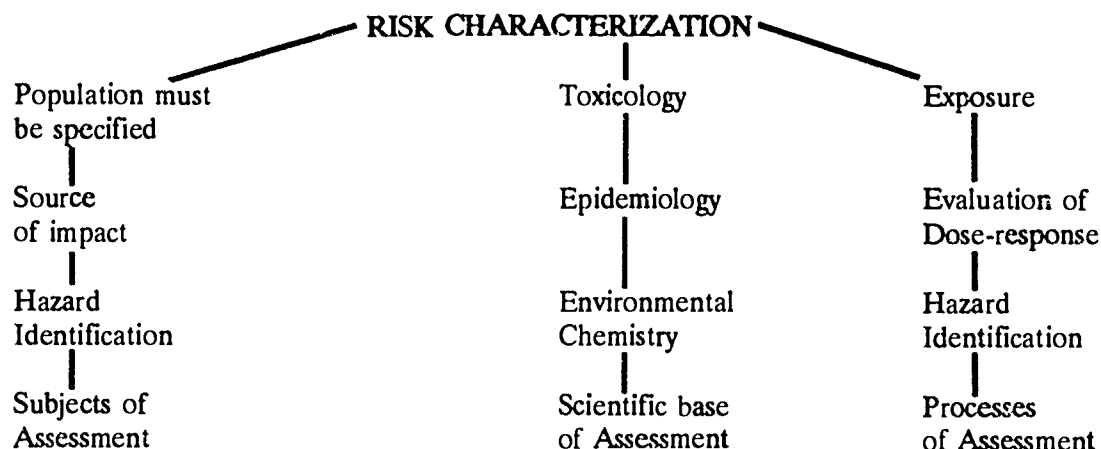 RISK CHARACTERIZATION
Population must
be specified
Source
of impact
Hazard
Identification
Subjects of
Assessment
Toxicology
Epidemiology
Environmental
Chemistry
Scientific base
of Assessment
Exposure
Evaluation of
Dose-response
Hazard
Identification
Processes
of Assessment